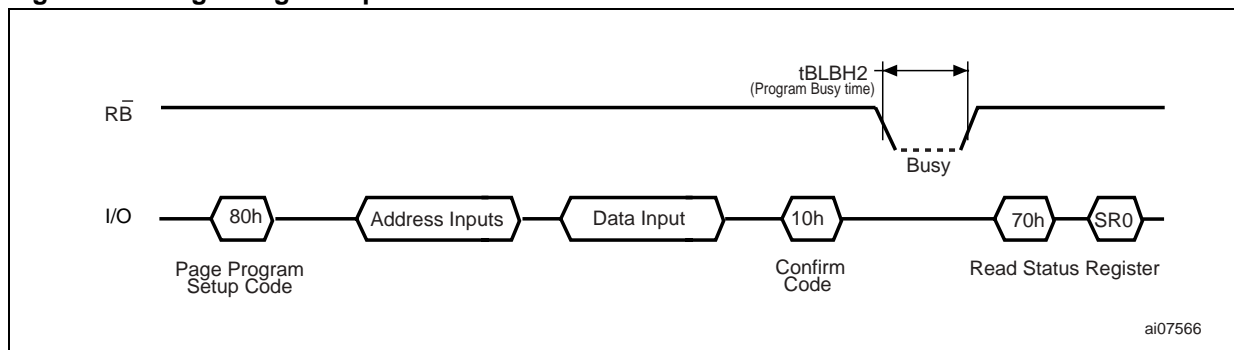 tBLBH2
(Program Busy time)
RB̅
Busy
I/O
80h
Address Inputs
Data Input
10h
70h
SR0
Page Program
Setup Code
Confirm
Code
Read Status Register
ai07566